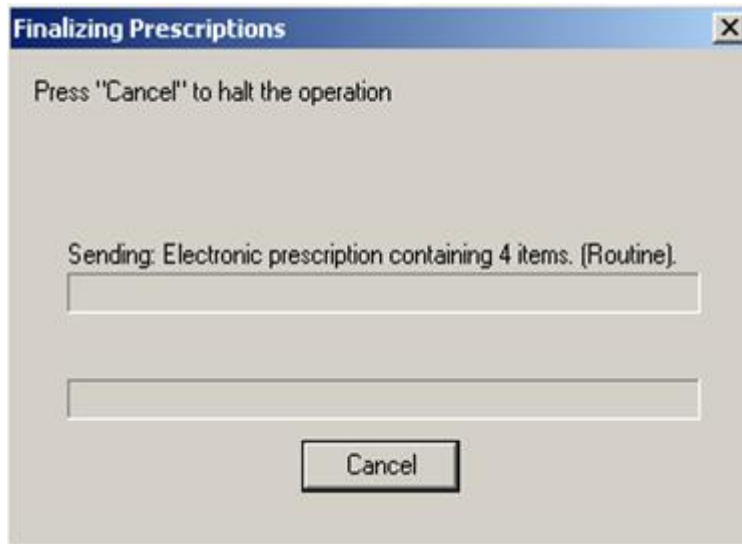 Finalizing Prescriptions
Press "Cancel" to halt the operation
Sending: Electronic prescription containing 4 items. (Routine).
Cancel